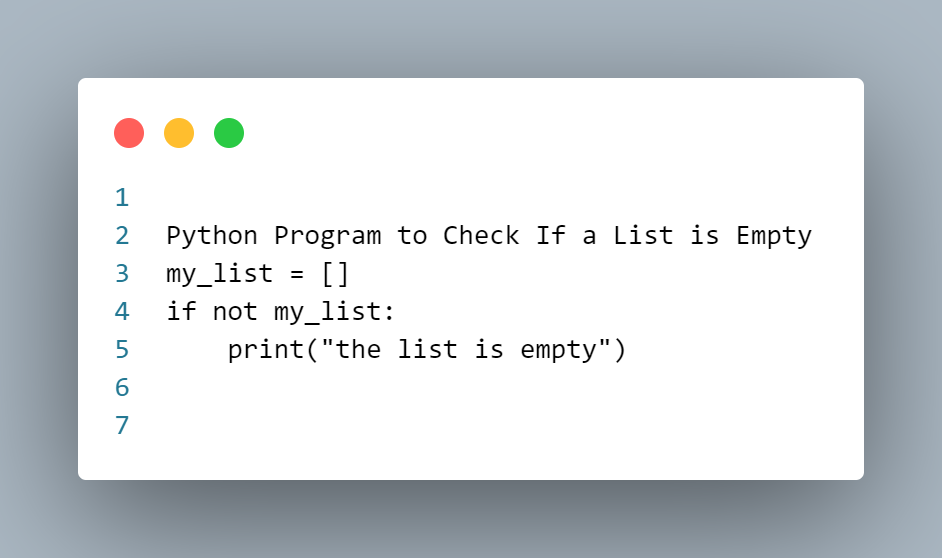 1
2 Python Program to Check If a List is Empty
3 my_list = []
4 if not my_list:
5     print("the list is empty")
6
7